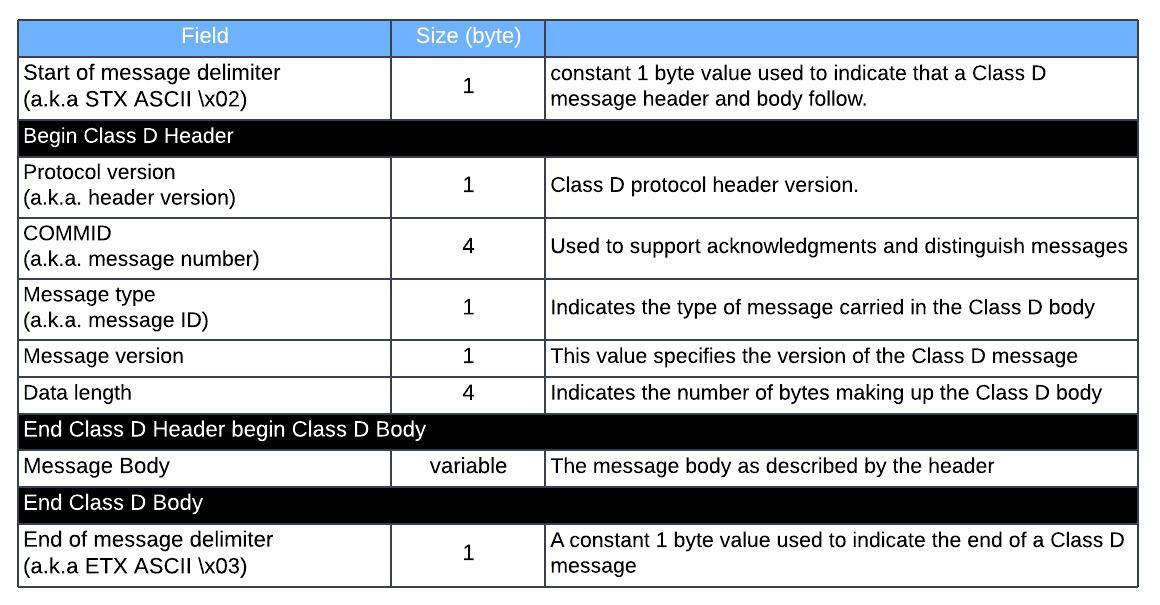 Field
Size (byte)
Start of message delimiter
(a.k.a STX ASCII \x02)
1
constant 1 byte value used to indicate that a Class D
message header and body follow.
Begin Class D Header
Protocol version
(a.k.a. header version)
1
Class D protocol header version.
COMMID
(a.k.a. message number)
4
Used to support acknowledgments and distinguish messages
Message type
(a.k.a. message ID)
1
Indicates the type of message carried in the Class D body
Message version
1
This value specifies the version of the Class D message
Data length
4
Indicates the number of bytes making up the Class D body
End Class D Header begin Class D Body
Message Body
variable
The message body as described by the header
End Class D Body
End of message delimiter
(a.k.a ETX ASCII \x03)
1
A constant 1 byte value used to indicate the end of a Class D
message